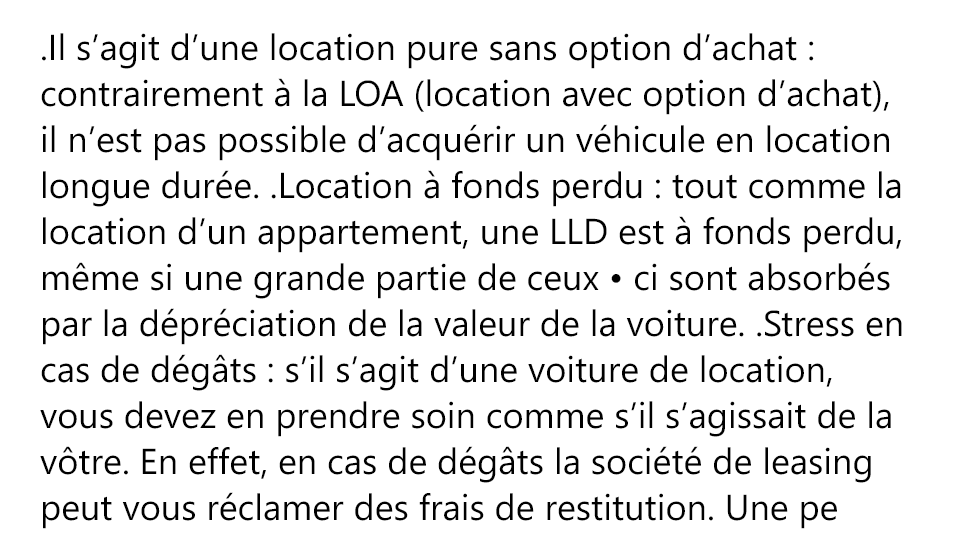 .Il s’agit d’une location pure sans option d’achat :
contrairement à la LOA (location avec option d’achat),
il n’est pas possible d’acquérir un véhicule en location
longue durée. .Location à fonds perdu : tout comme la
location d’un appartement, une LLD est à fonds perdu,
même si une grande partie de ceux • ci sont absorbés
par la dépréciation de la valeur de la voiture. .Stress en
cas de dégâts : s’il s’agit d’une voiture de location,
vous devez en prendre soin comme s’il s’agissait de la
vôtre. En effet, en cas de dégâts la société de leasing
peut vous réclamer des frais de restitution. Une pe